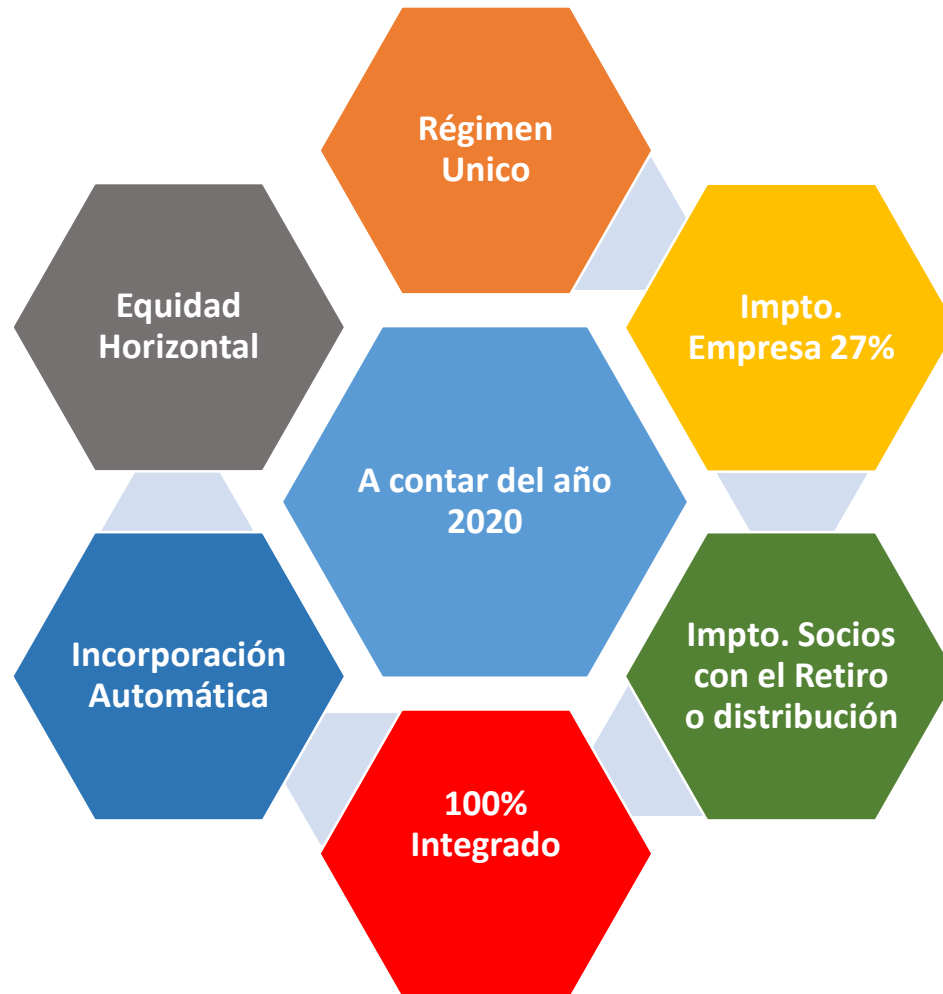 Régimen
Unico
Impto.
Empresa 27%
Impto. Socios
con el Retiro
o distribución
100%
Integrado
Incorporación
Automática
Equidad
Horizontal
A contar del año
2020